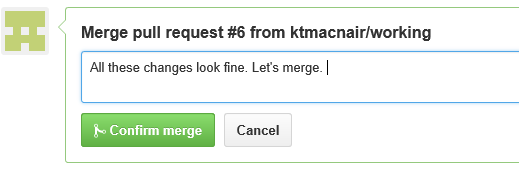 Merge pull request #6 from ktmacnair/working
All these changes look fine. Let's merge.
Confirm merge
Cancel